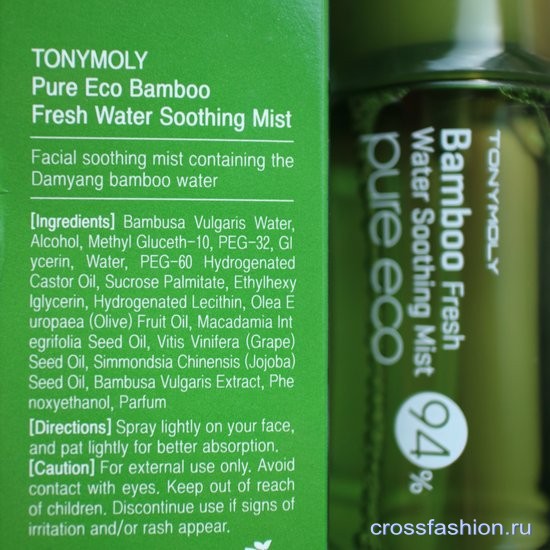 TONYMOLY
Pure Eco Bamboo
Fresh Water Soothing Mist
Facial soothing mist containing the
Damyang bamboo water
[Ingredients] Bambusa Vulgaris Water,
Alcohol, Methyl Gluceth-10, PEG-32, Gl
ycerin, Water, PEG-60 Hydrogenated
Castor Oil, Sucrose Palmitate, Ethylhexy
lglycerin, Hydrogenated Lecithin, Olea E
uropaea (Olive) Fruit Oil, Macadamia Int
egrifolia Seed Oil, Vitis Vinifera (Grape)
Seed Oil, Simmondsia Chinensis (Jojoba)
Seed Oil, Bambusa Vulgaris Extract, Phe
noxyethanol, Parfum
[Directions] Spray lightly on your face,
and pat lightly for better absorption.
[Caution] For external use only. Avoid
contact with eyes. Keep out of reach
of children. Discontinue use if signs of
irritation and/or rash appear.
TONYMOLY
Bamboo Fresh
Water Soothing Mist
pure eco
94%
crossfashion.ru